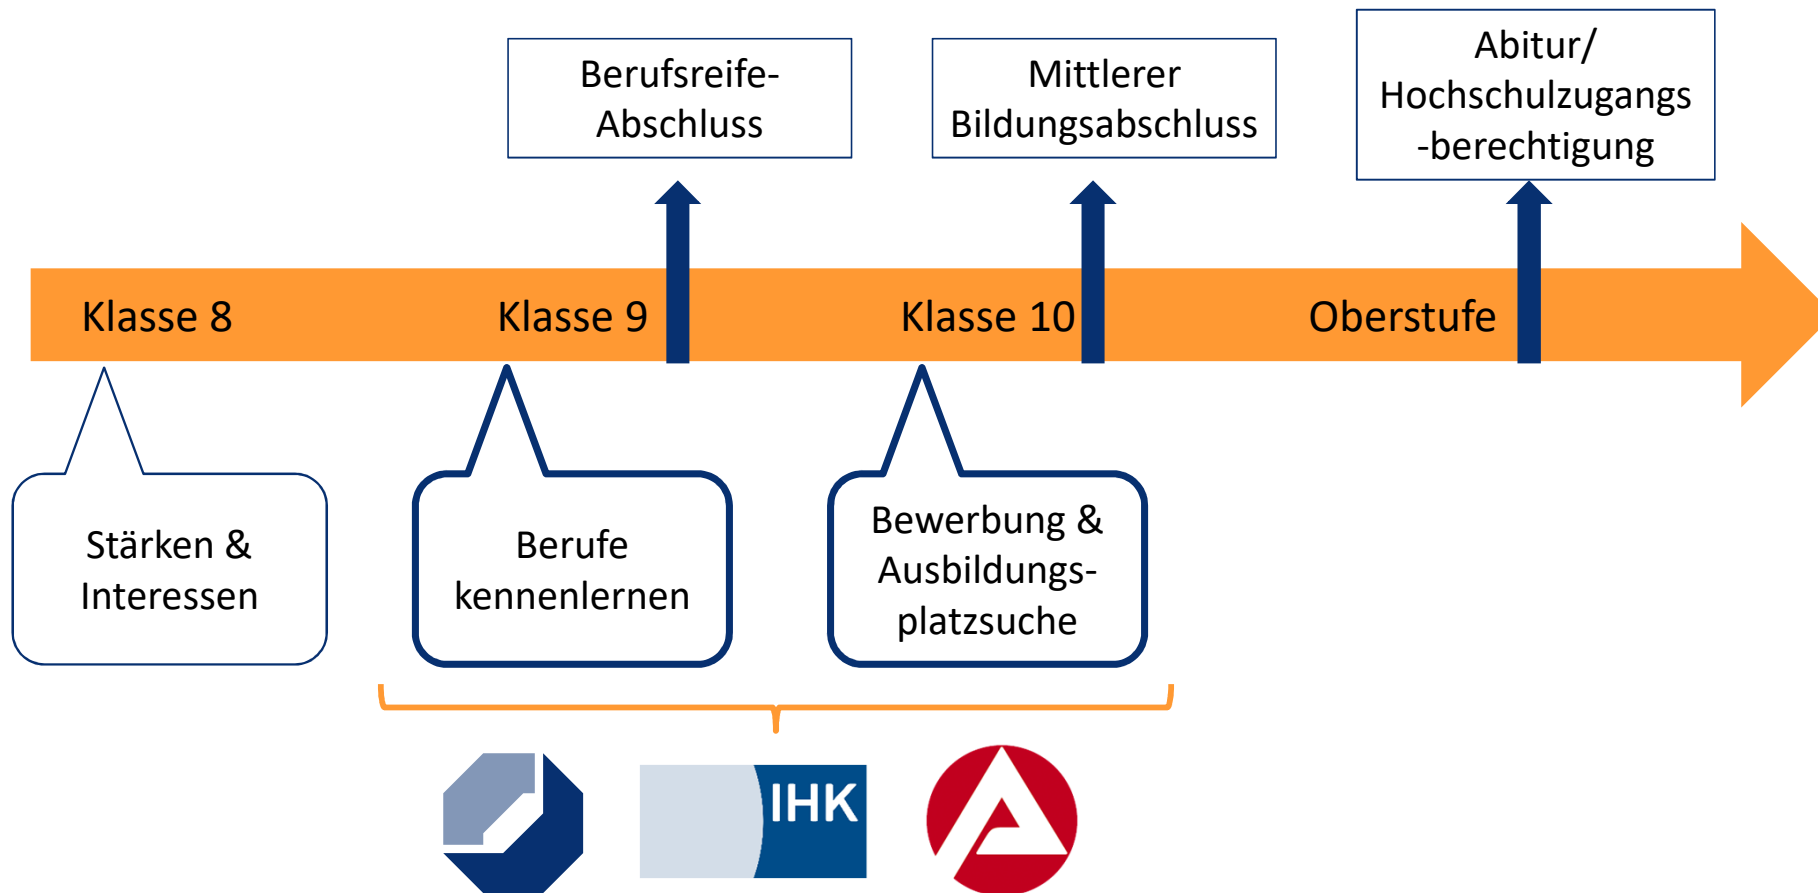 Berufsreife-
Abschluss
Mittlerer
Bildungsabschluss
Abitur/
Hochschulzugangs
-berechtigung
Klasse 8
Klasse 9
Klasse 10
Oberstufe
Stärken &
Interessen
Berufe
kennenlernen
Bewerbung &
Ausbildungs-
platzsuche
IHK